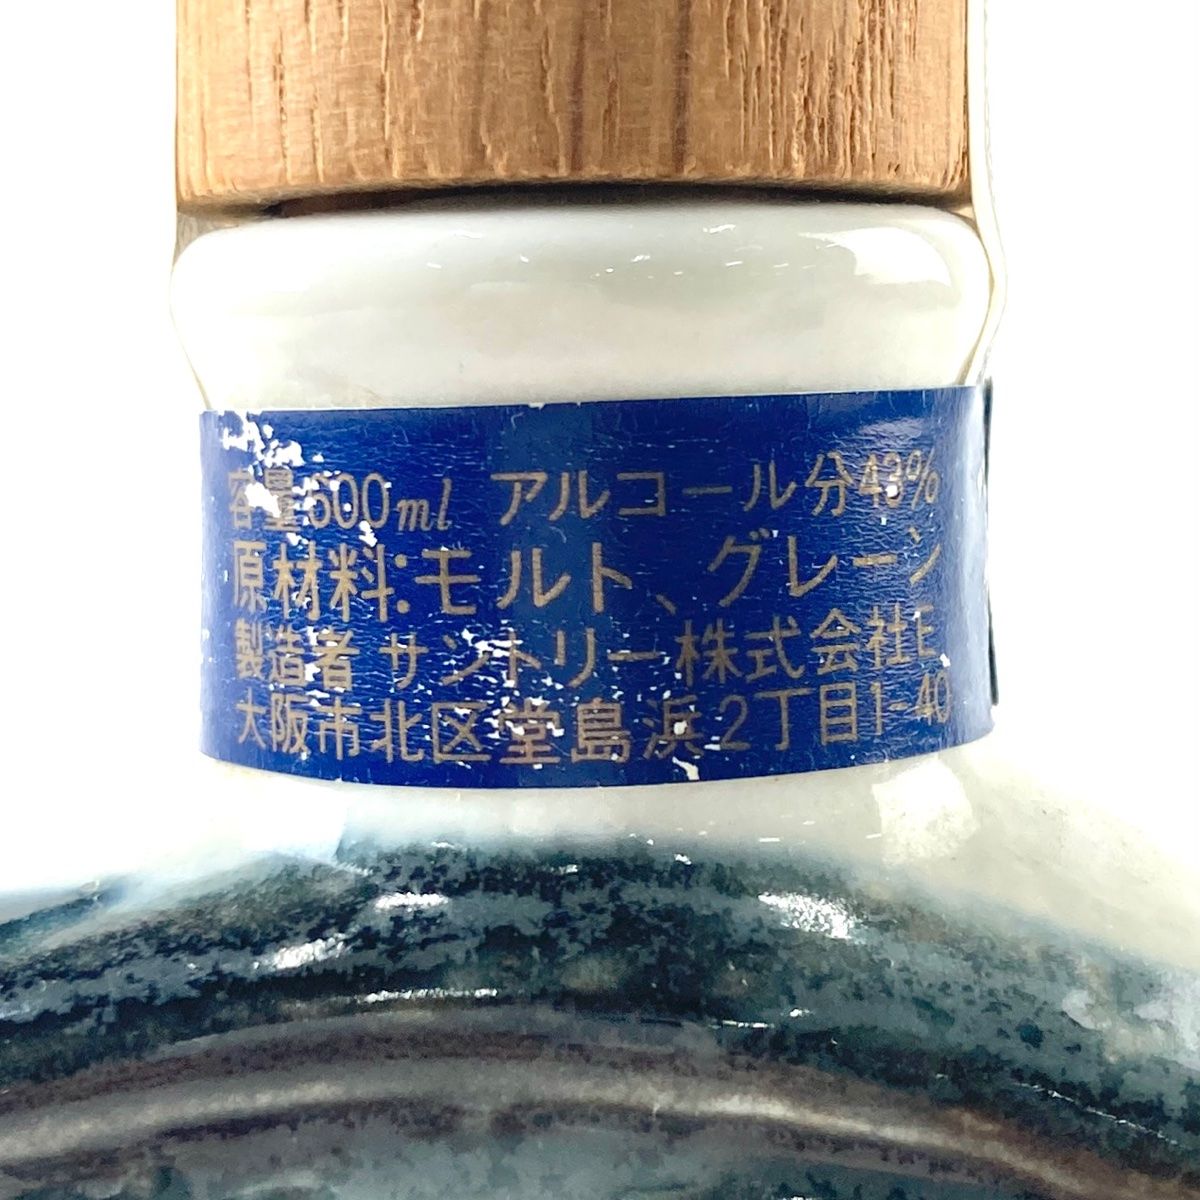 容量600ml アルコール分43%
原材料:モルト、グレーン
製造者 サントリー株式会社E
大阪市北区堂島浜2丁目1-40